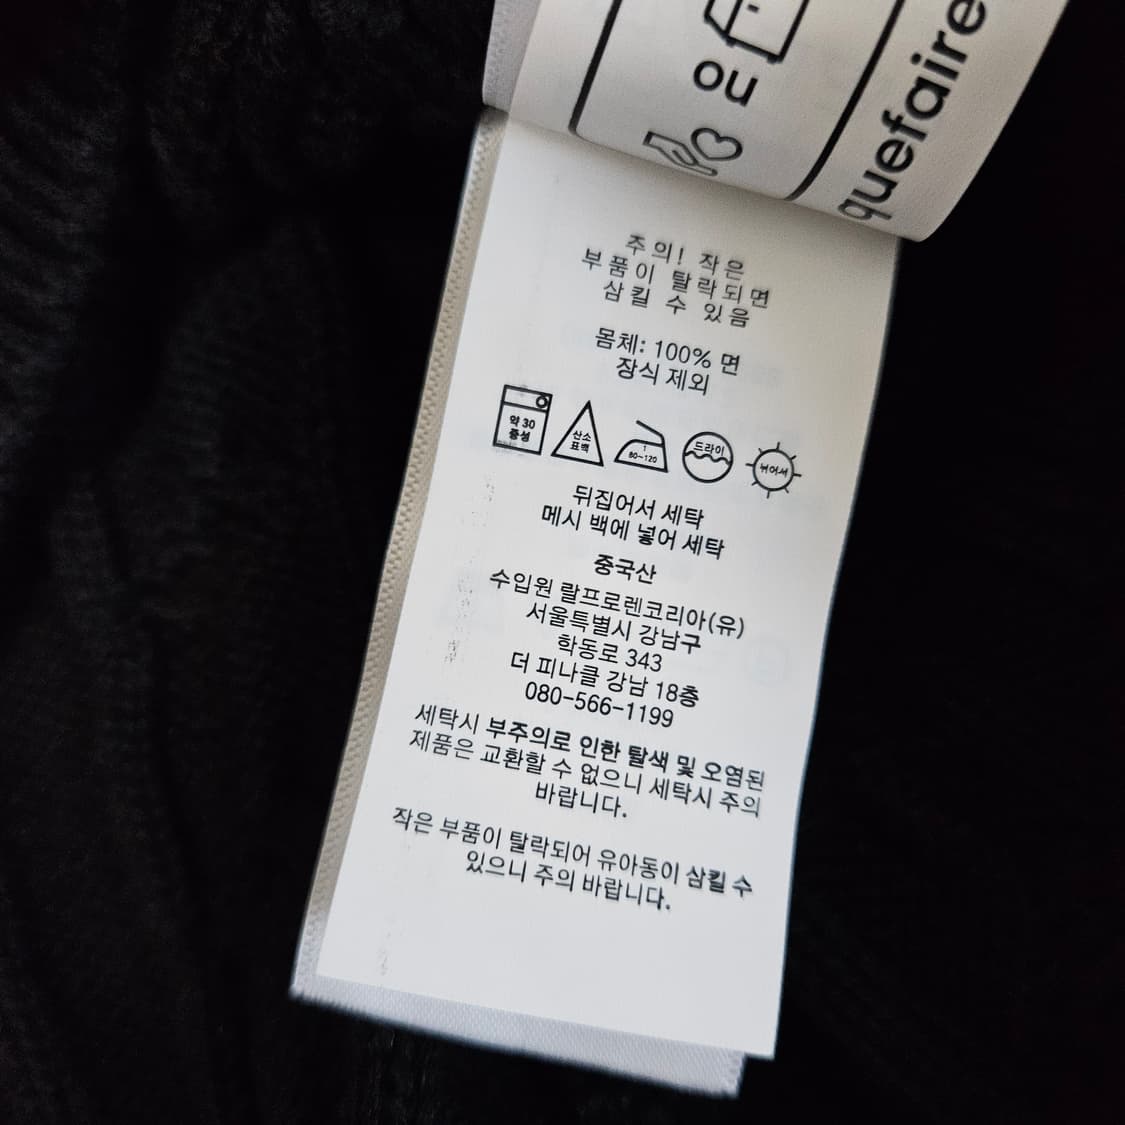 ou
quefaire
주의! 작은
부품이 탈락되면
삼킬 수 있음
몸체: 100% 면
장식 제외
약 30
중성
산소
표백
1
80~120
드라이
뉘어서
뒤집어서 세탁
메시 백에 넣어 세탁
중국산
수입원 랄프로렌코리아(유)
서울특별시 강남구
학동로 343
더 피나클 강남 18층
080-566-1199
세탁시 부주의로 인한 탈색 및 오염된
제품은 교환할 수 없으니 세탁시 주의
바랍니다.
작은 부품이 탈락되어 유아동이 삼킬 수
있으니 주의 바랍니다.